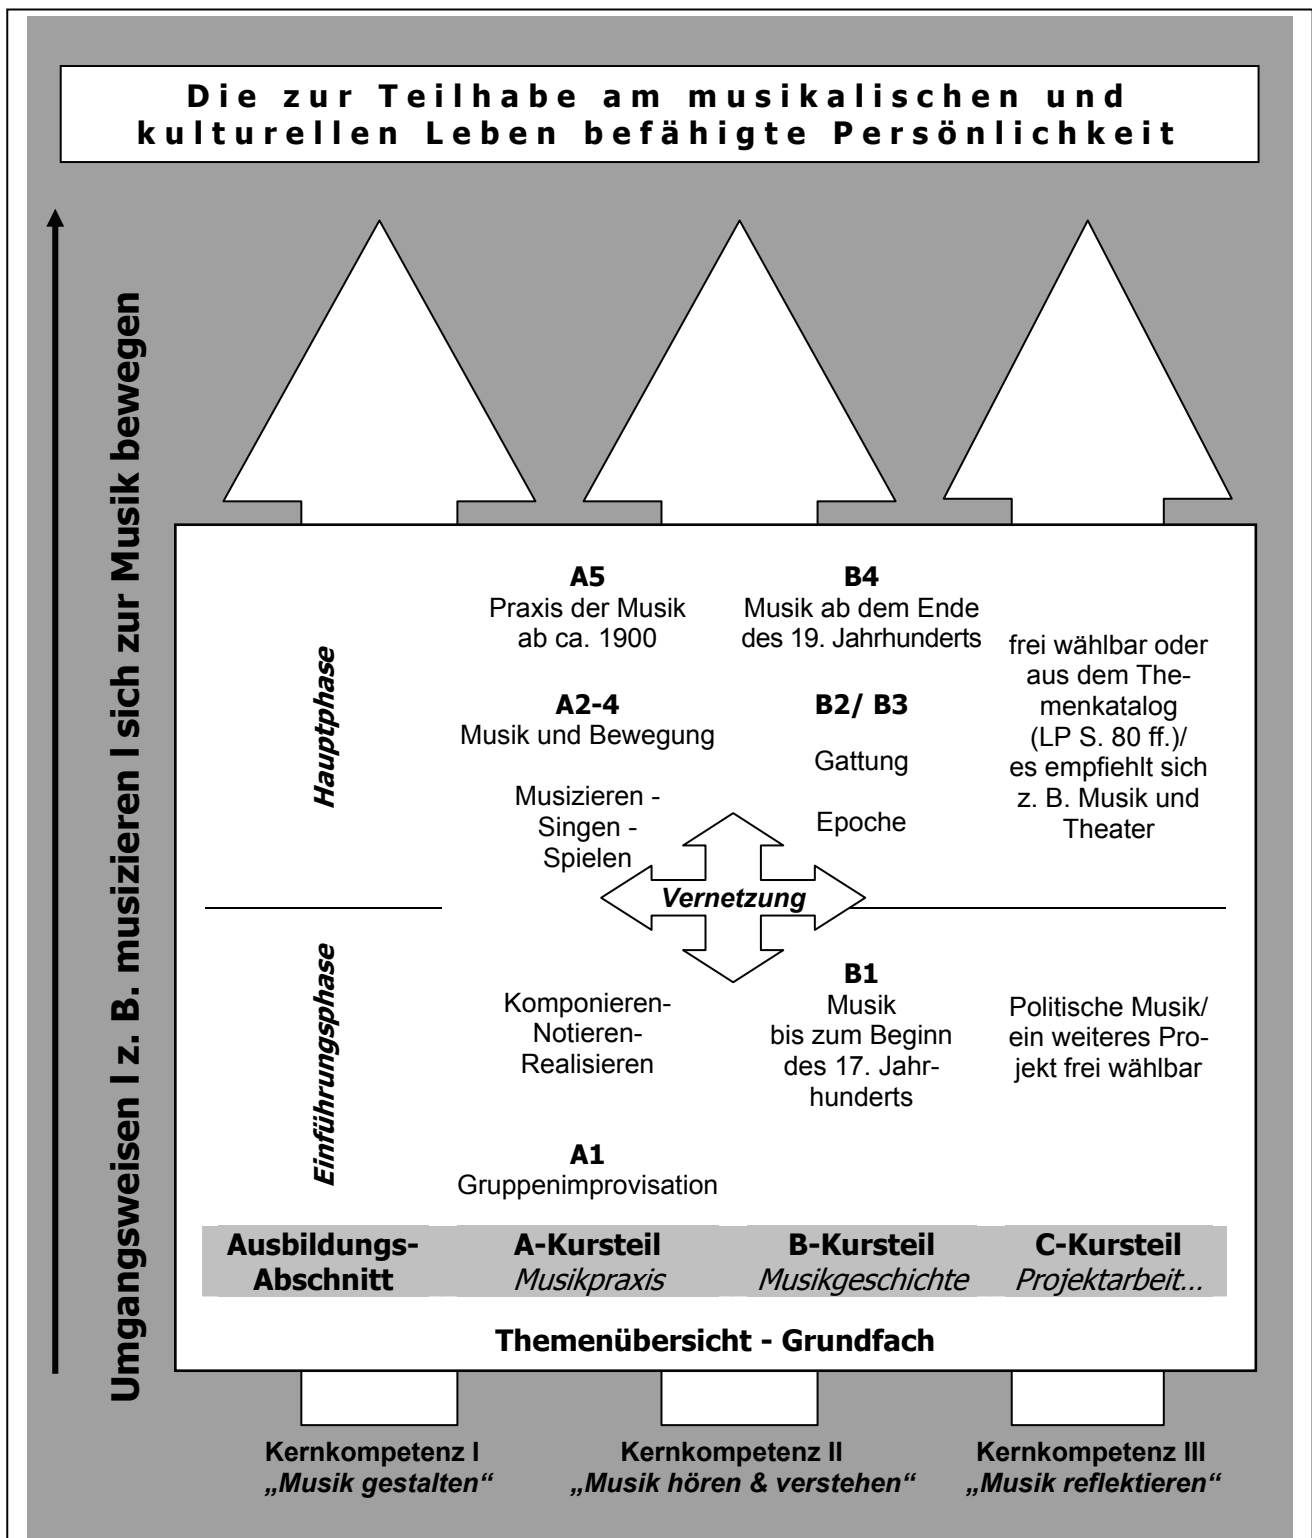 Die zur Teilhabe am musikalischen und
kulturellen Leben befähigte Persönlichkeit
Umgangsweisen I z. B. musizieren I sich zur Musik bewegen
Hauptphase
A5
Praxis der Musik
ab ca. 1900
A2-4
Musik und Bewegung
Musizieren -
Singen -
Spielen
B4
Musik ab dem Ende
des 19. Jahrhunderts
B2/ B3
Gattung
Epoche
frei wählbar oder
aus dem The-
menkatalog
(LP S. 80 ff.)/
es empfiehlt sich
z. B. Musik und
Theater
Vernetzung
Einführungsphase
Komponieren-
Notieren-
Realisieren
A1
Gruppenimprovisation
B1
Musik
bis zum Beginn
des 17. Jahr-
hunderts
Politische Musik/
ein weiteres Pro-
jekt frei wählbar
Ausbildungs-
Abschnitt
A-Kursteil
Musikpraxis
B-Kursteil
Musikgeschichte
C-Kursteil
Projektarbeit...
Themenübersicht - Grundfach
Kernkompetenz I
„Musik gestalten“
Kernkompetenz II
„Musik hören & verstehen“
Kernkompetenz III
„Musik reflektieren“